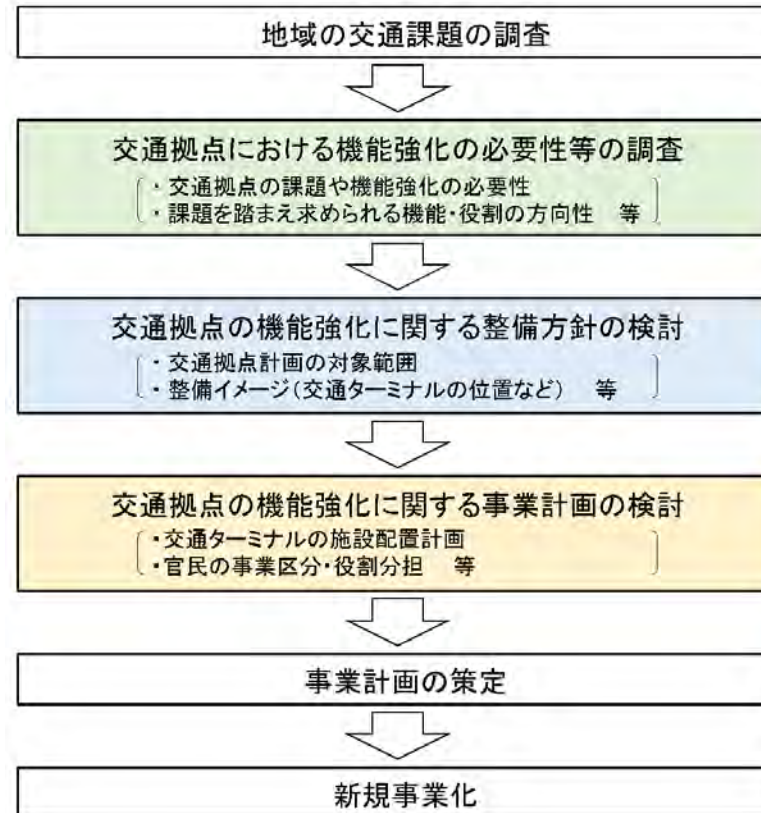 地域の交通課題の調査
交通拠点における機能強化の必要性等の調査
・交通拠点の課題や機能強化の必要性
・課題を踏まえ求められる機能・役割の方向性　等
交通拠点の機能強化に関する整備方針の検討
・交通拠点計画の対象範囲
・整備イメージ（交通ターミナルの位置など）　等
交通拠点の機能強化に関する事業計画の検討
・交通ターミナルの施設配置計画
・官民の事業区分・役割分担　等
事業計画の策定
新規事業化